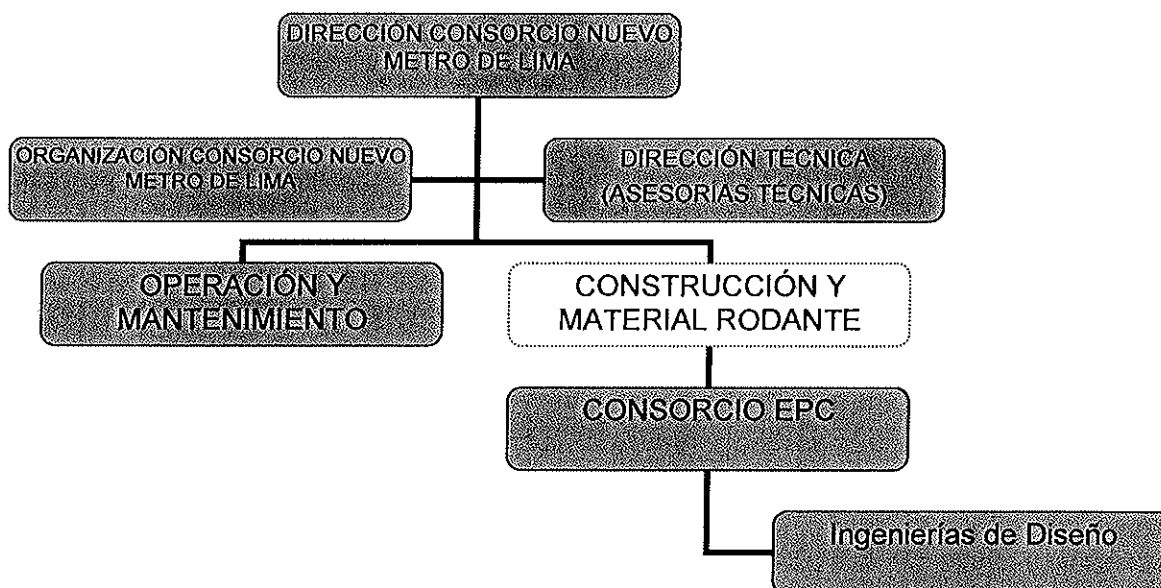 DIRECCIÓN CONSORCIO NUEVO
METRO DE LIMA
ORGANIZACIÓN CONSORCIO NUEVO
METRO DE LIMA
DIRECCIÓN TÉCNICA
(ASESORIAS TÉCNICAS)
OPERACIÓN Y
MANTENIMIENTO
CONSTRUCCIÓN Y
MATERIAL RODANTE
CONSORCIO EPC
Ingenierías de Diseño